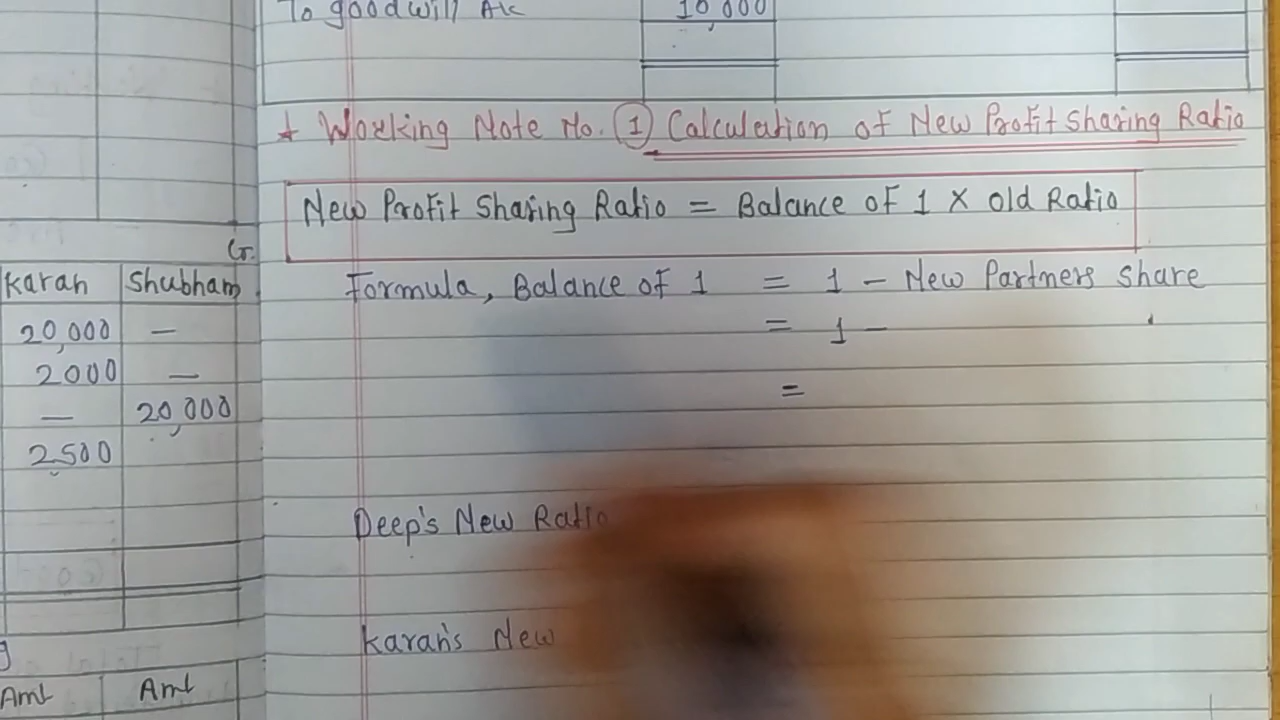 To goodwill A/c 10,000
★ Working Note No. 1 Calculation of New Profit Sharing Ratio
New Profit Sharing Ratio = Balance of 1 X old Ratio
Cr.
Karan Shubham
20,000 —
2000 —
— 20,000
2500
Amt Amt
Formula, Balance of 1 = 1 - New Partners share
= 1 -
=
Deep's New Ratio
Karan's New